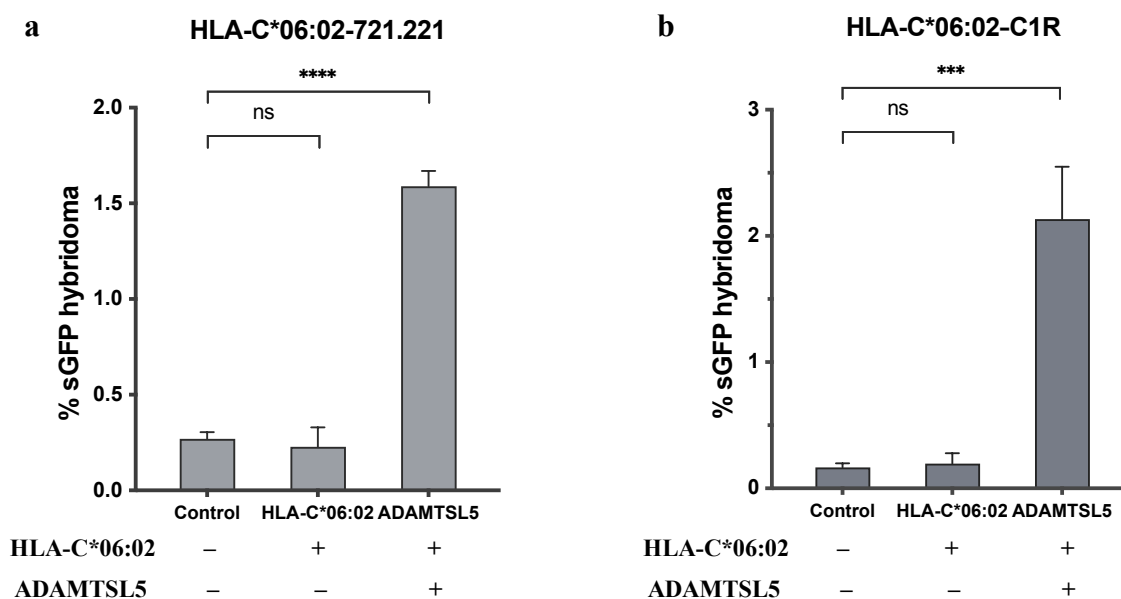 a
HLA-C*06:02-721.221
****
ns
2.0
1.5
1.0
0.5
0.0
% sGFP hybridoma
Control HLA-C*06:02 ADAMTSL5
HLA-C*06:02 – + +
ADAMTSL5 – – +
b
HLA-C*06:02-C1R
***
ns
3
2
1
0
% sGFP hybridoma
Control HLA-C*06:02 ADAMTSL5
HLA-C*06:02 – + +
ADAMTSL5 – – +